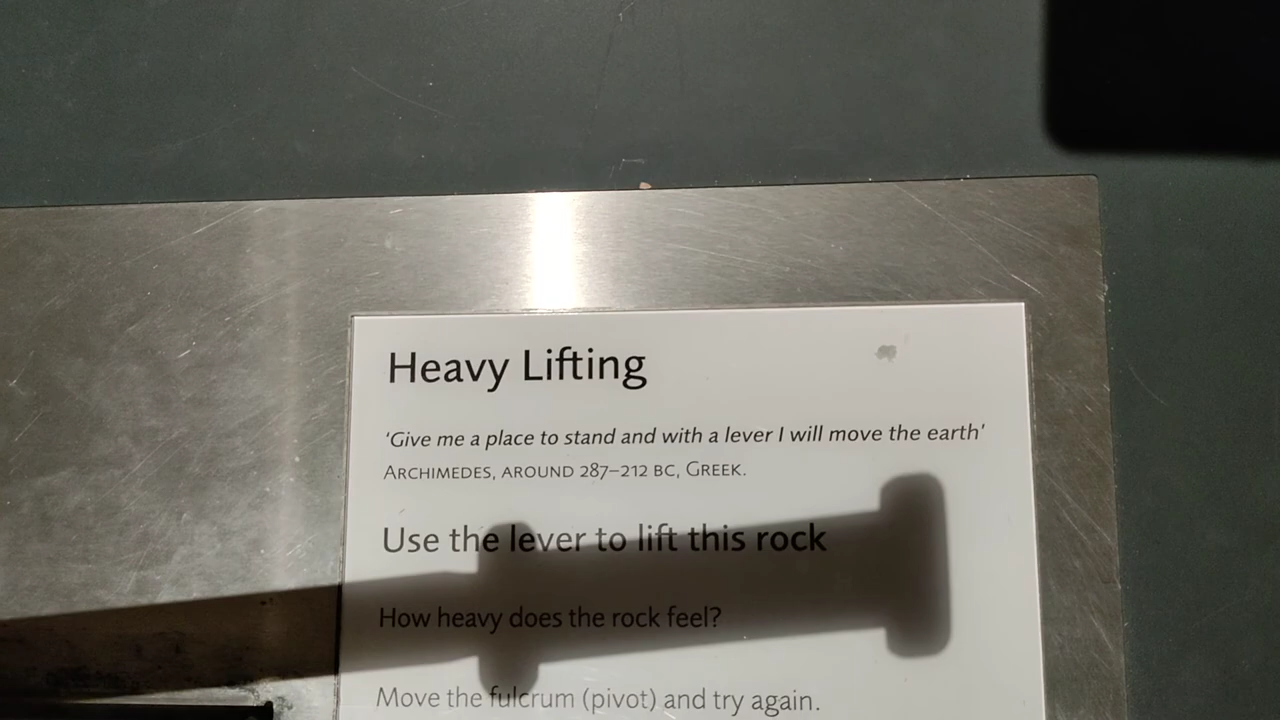 Heavy Lifting
‘Give me a place to stand and with a lever I will move the earth’
Archimedes, around 287–212 BC, Greek.
Use the lever to lift this rock
How heavy does the rock feel?
Move the fulcrum (pivot) and try again.